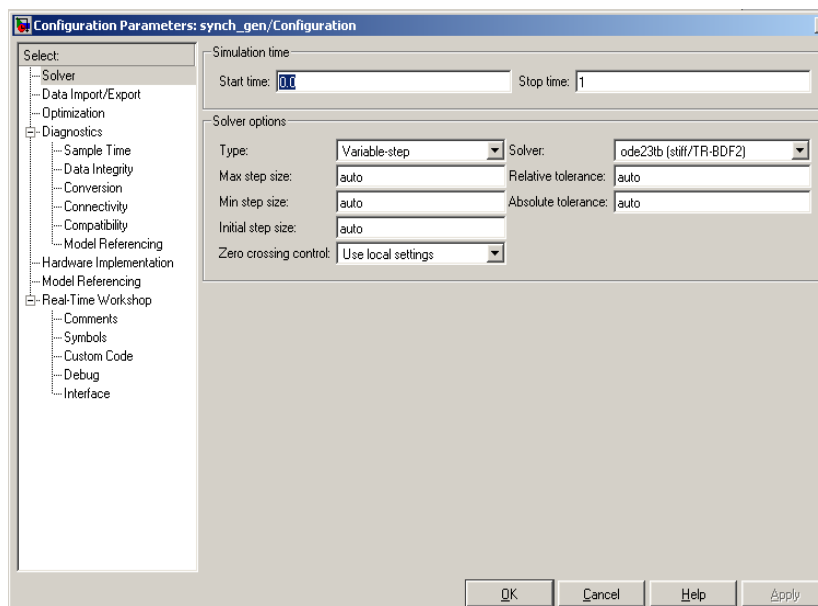 Configuration Parameters: synch_gen/Configuration
Select:
Solver
Data Import/Export
Optimization
Diagnostics
Sample Time
Data Integrity
Conversion
Connectivity
Compatibility
Model Referencing
Hardware Implementation
Model Referencing
Real-Time Workshop
Comments
Symbols
Custom Code
Debug
Interface
Simulation time
Start time: 0.0 Stop time: 1
Solver options
Type: Variable-step Solver: ode23tb (stiff/TR-BDF2)
Max step size: auto Relative tolerance: auto
Min step size: auto Absolute tolerance: auto
Initial step size: auto
Zero crossing control: Use local settings
OK Cancel Help Apply